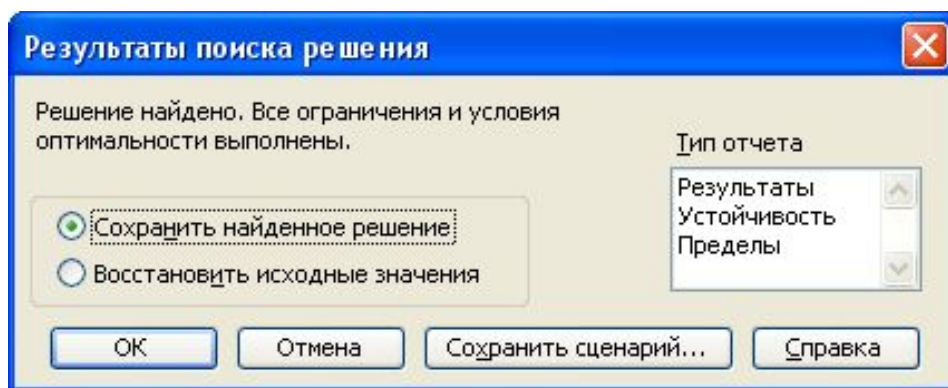 Результаты поиска решения
Решение найдено. Все ограничения и условия
оптимальности выполнены.
Тип отчета
Результаты
Устойчивость
Пределы
Сохранить найденное решение
Восстановить исходные значения
ОК
Отмена
Сохранить сценарий...
Справка